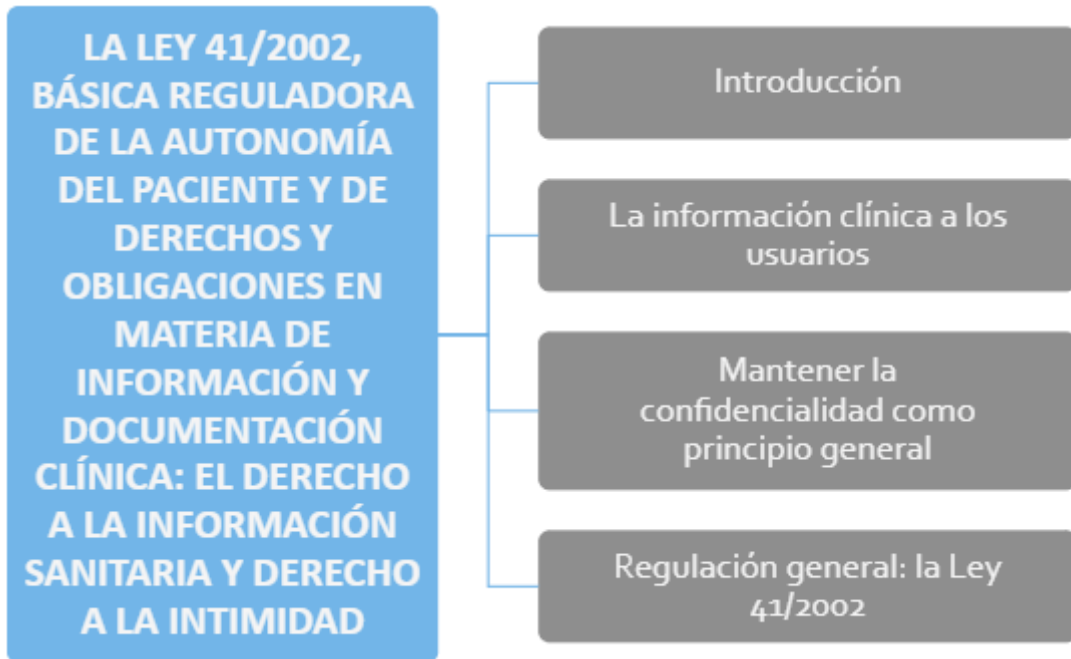 LA LEY 41/2002,
BÁSICA REGULADORA
DE LA AUTONOMÍA
DEL PACIENTE Y DE
DERECHOS Y
OBLIGACIONES EN
MATERIA DE
INFORMACIÓN Y
DOCUMENTACIÓN
CLÍNICA: EL DERECHO
A LA INFORMACIÓN
SANITARIA Y DERECHO
A LA INTIMIDAD
Introducción
La información clínica a los
usuarios
Mantener la
confidencialidad como
principio general
Regulación general: la Ley
41/2002